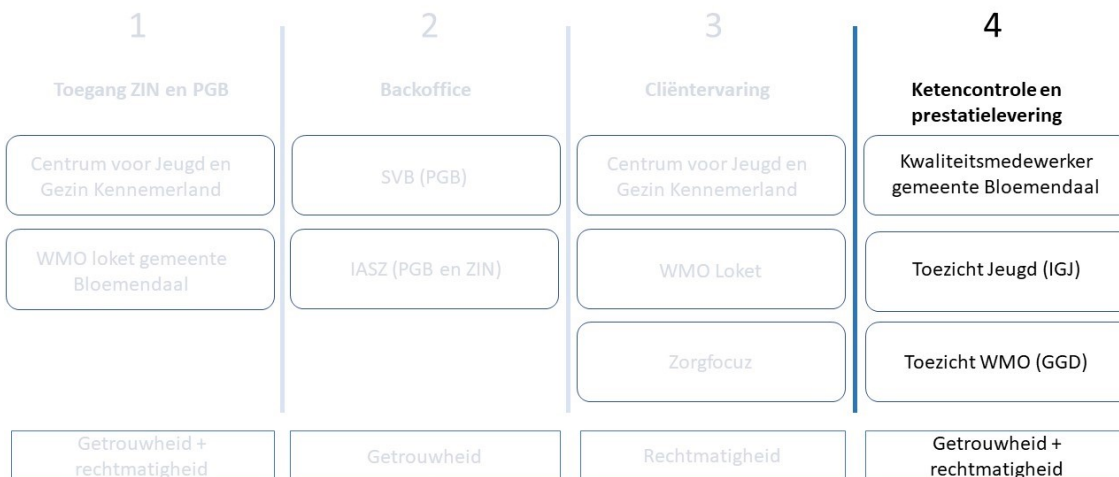 1
Toegang ZIN en PGB
Centrum voor Jeugd en
Gezin Kennemerland
WMO loket gemeente
Bloemendaal
Getrouwheid +
rechtmatigheid
2
Backoffice
SVB (PGB)
IASZ (PGB en ZIN)
Getrouwheid
3
Cliëntervaring
Centrum voor Jeugd en
Gezin Kennemerland
WMO Loket
Zorgfocuz
Rechtmatigheid
4
Ketencontrole en
prestatielevering
Kwaliteitsmedewerker
gemeente Bloemendaal
Toezicht Jeugd (IGJ)
Toezicht WMO (GGD)
Getrouwheid +
rechtmatigheid